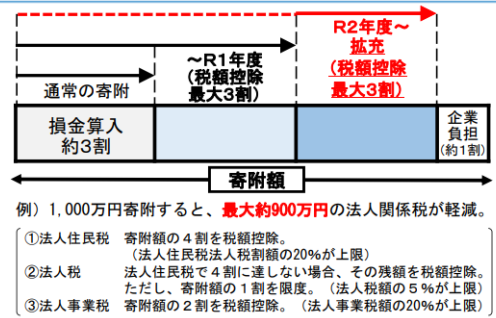 R2年度～
拡充
(税額控除
最大3割)
～R1年度
(税額控除
最大3割)
通常の寄附
損金算入
約3割
企業
負担
(約1割)
寄附額
例）1,000万円寄附すると、最大約900万円の法人関係税が軽減。
①法人住民税　寄附額の４割を税額控除。
（法人住民税法人税割額の20％が上限）
②法人税　法人住民税で４割に達しない場合、その残額を税額控除。
ただし、寄附額の１割を限度。（法人税額の５％が上限）
③法人事業税　寄附額の２割を税額控除。（法人事業税額の20％が上限）